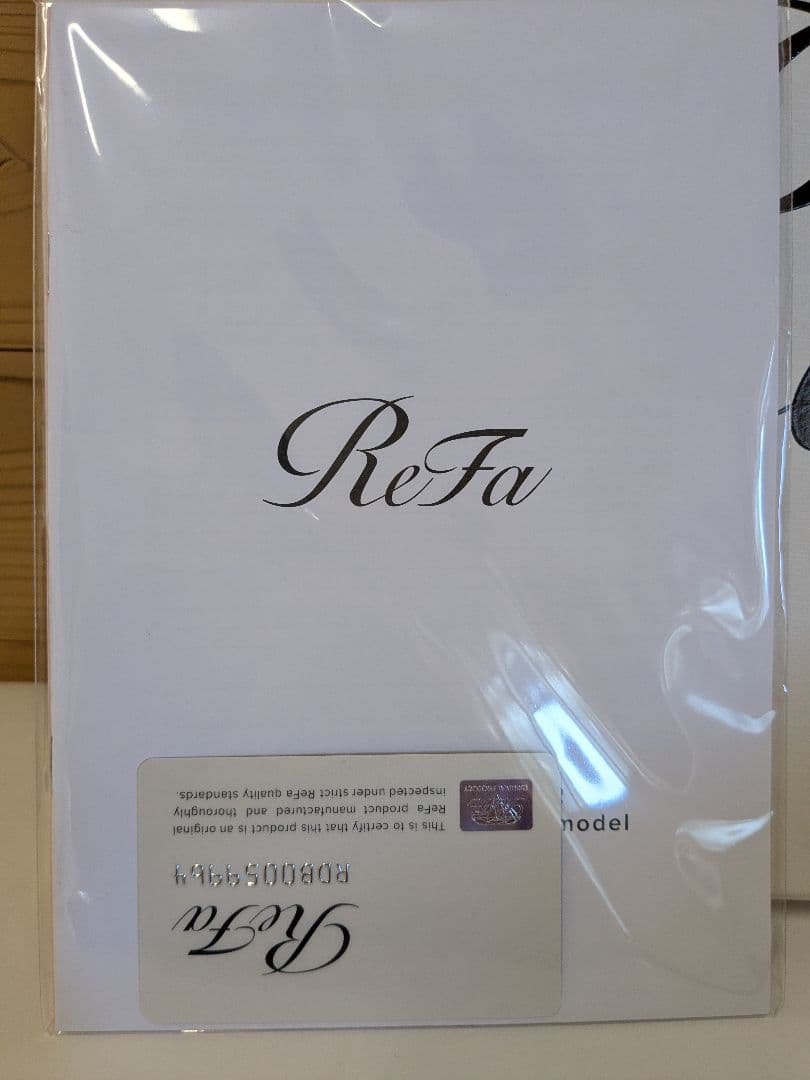 ReFa
model
ReFa
RDB0059964
This is to certify that this product is an original
ReFa product manufactured and thoroughly
inspected under strict ReFa quality standards.